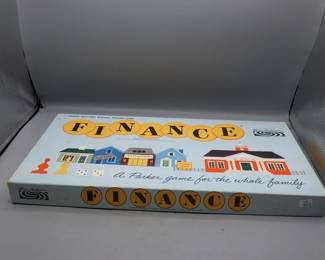 FINANCE
A Parker game for the whole family
FINANCE